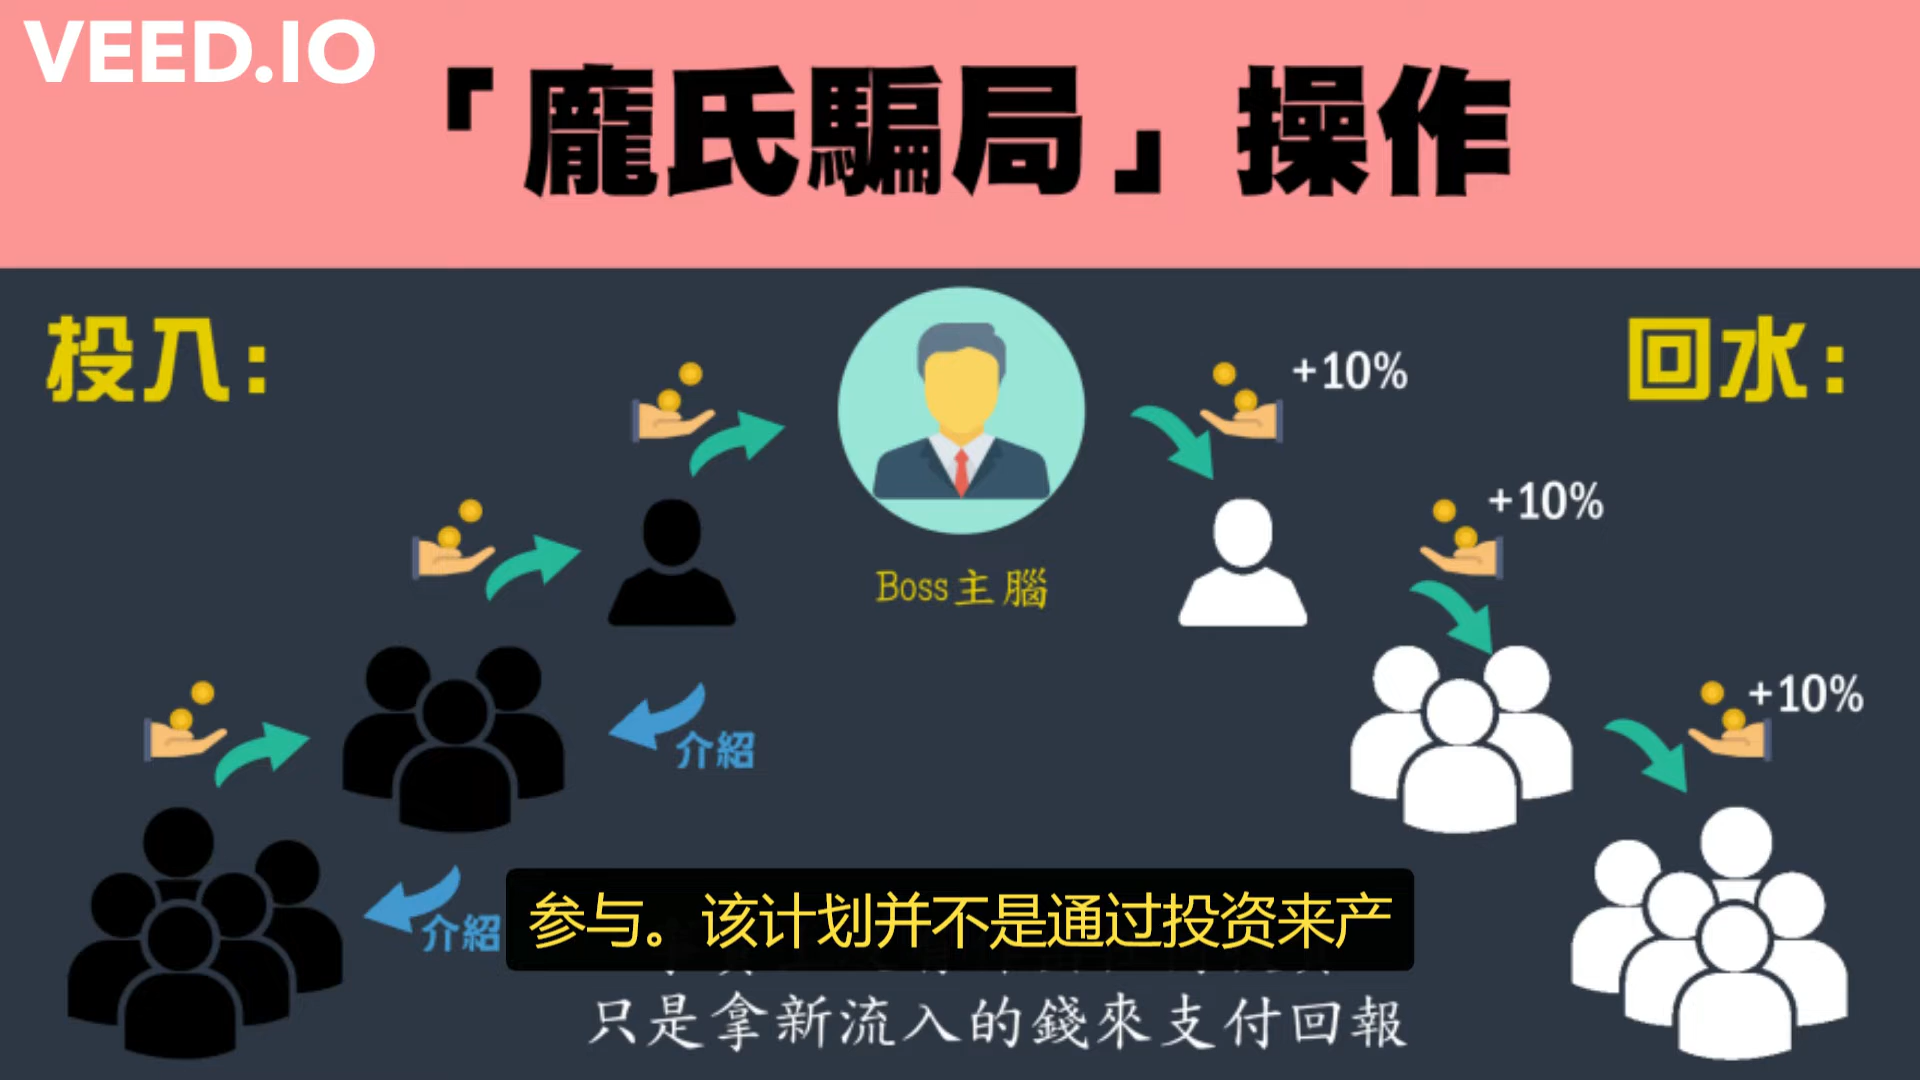 VEED.IO
「龐氏騙局」操作
投入:
回水:
+10%
+10%
Boss主腦
+10%
介紹
介紹
参与。该计划并不是通过投资来产
只是拿新流入的錢來支付回報